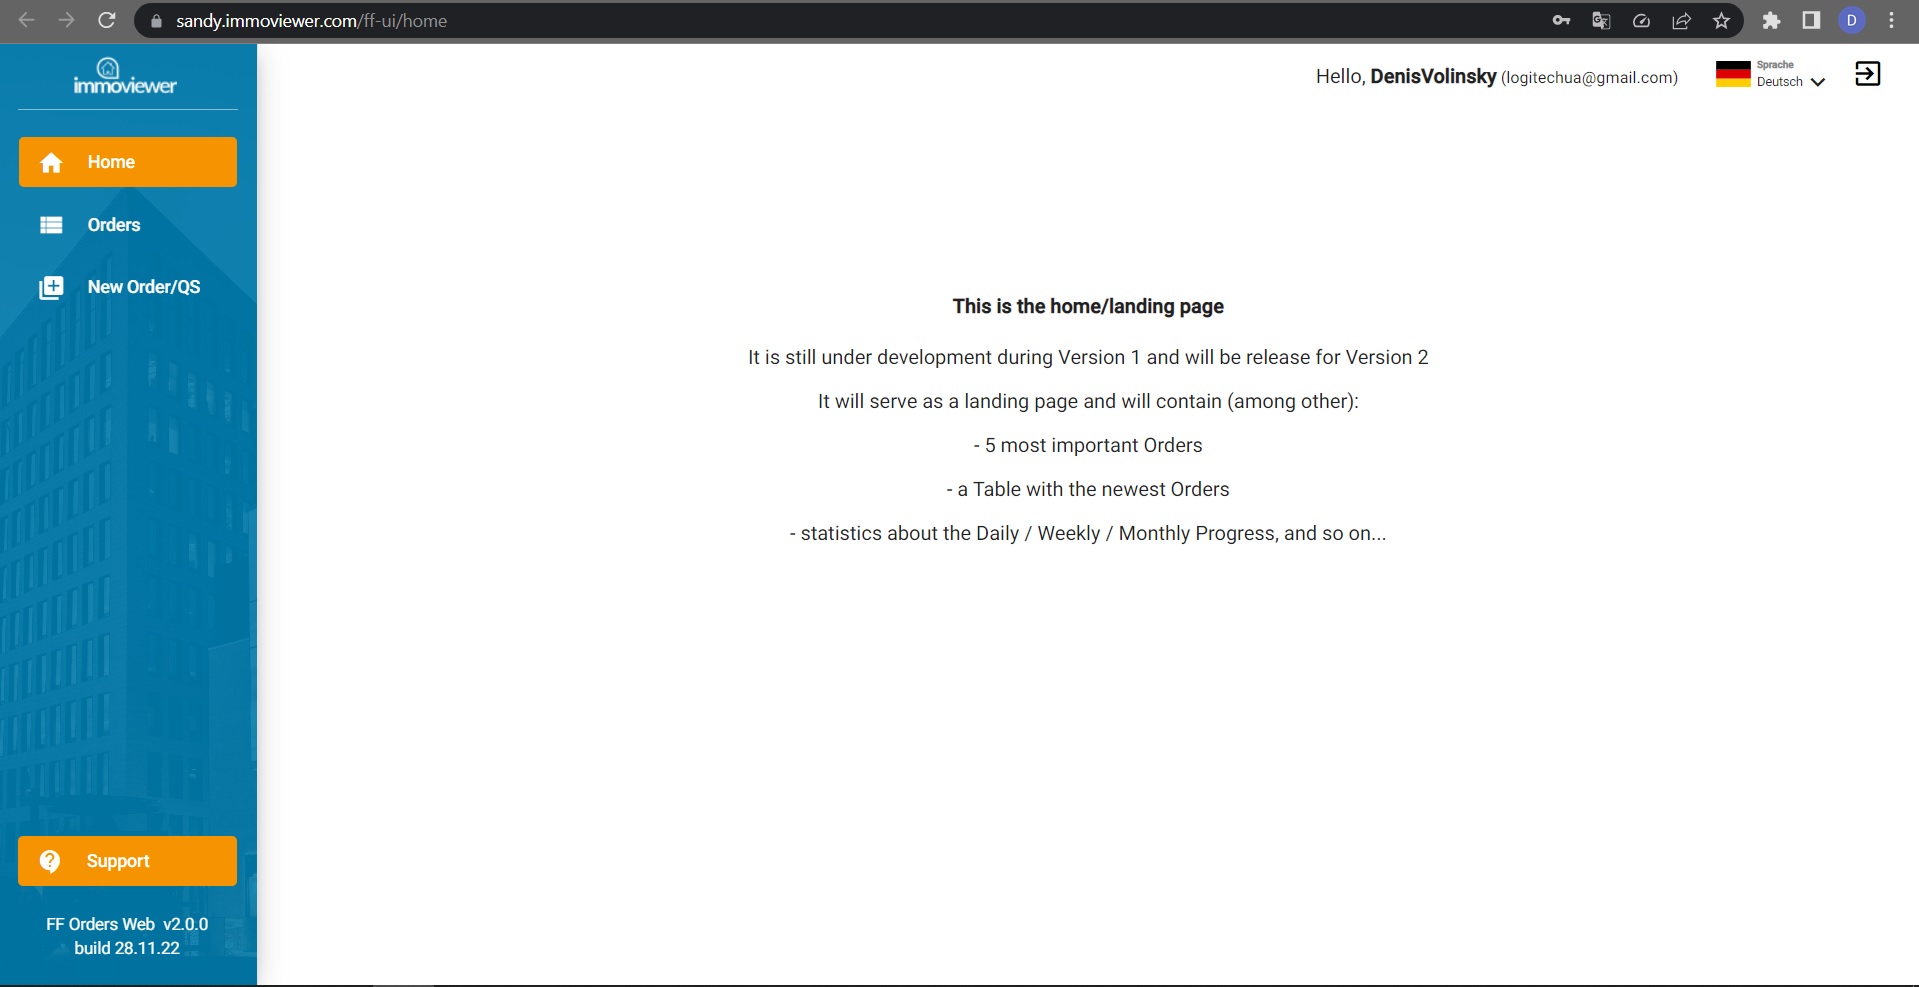 sandy.immoviewer.com/ff-ui/home
D
immoviewer
Hello, DenisVolinsky (logitechua@gmail.com)
Sprache
Deutsch
Home
Orders
New Order/QS
This is the home/landing page
It is still under development during Version 1 and will be release for Version 2
It will serve as a landing page and will contain (among other):
- 5 most important Orders
- a Table with the newest Orders
- statistics about the Daily / Weekly / Monthly Progress, and so on...
Support
FF Orders Web v2.0.0
build 28.11.22